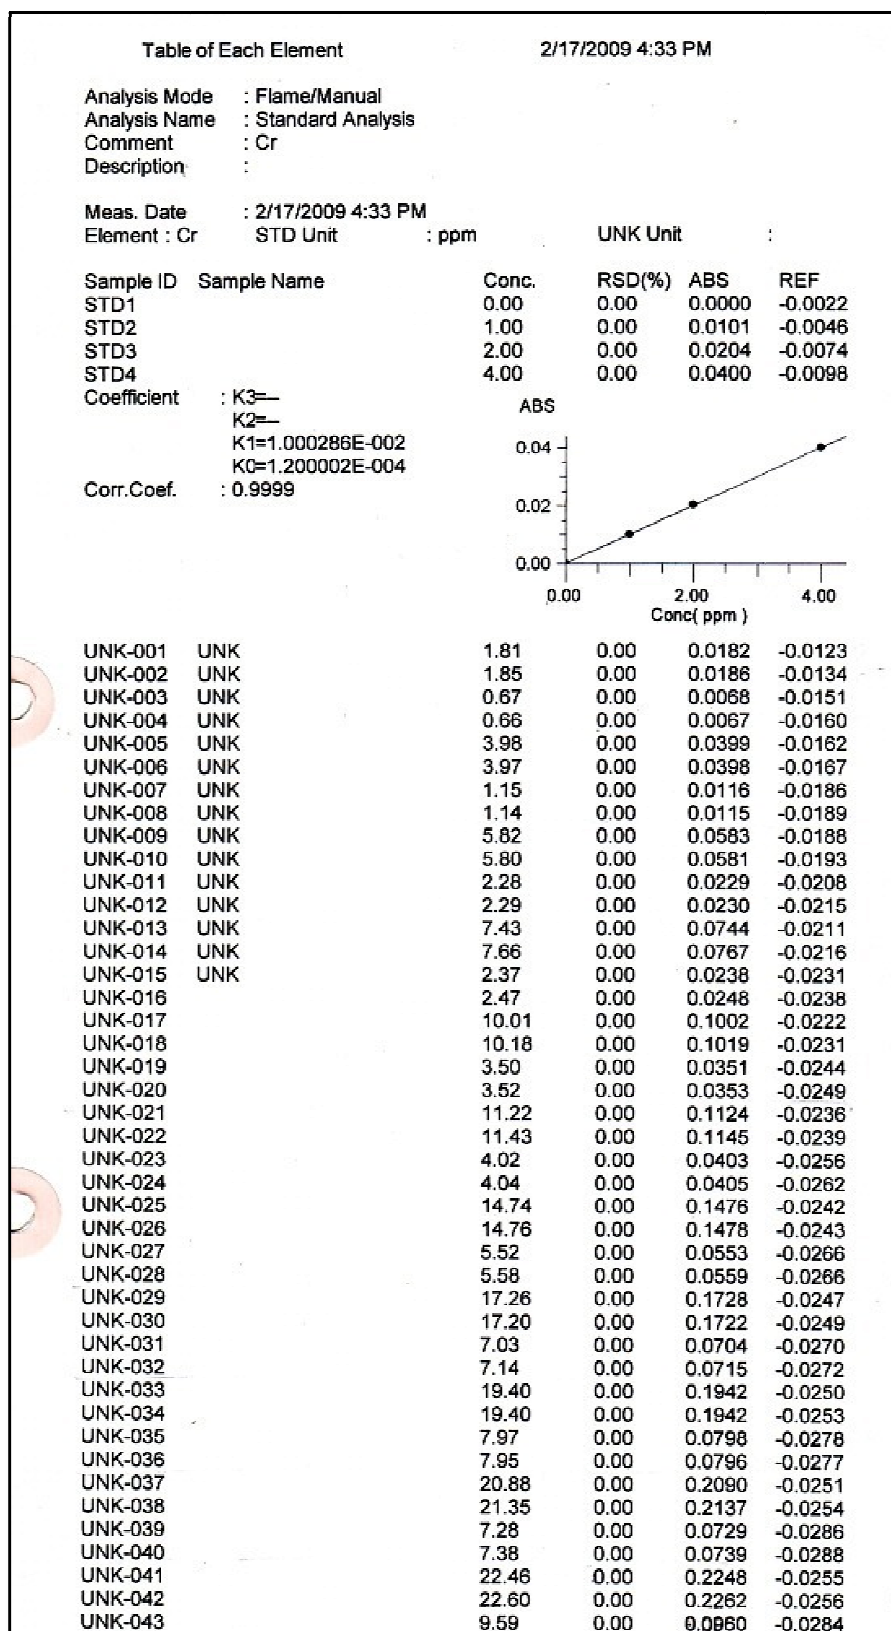 Table of Each Element 2/17/2009 4:33 PM
Analysis Mode : Flame/Manual
Analysis Name : Standard Analysis
Comment : Cr
Description :
Meas. Date : 2/17/2009 4:33 PM
Element : Cr STD Unit : ppm UNK Unit :
Sample ID Sample Name Conc. RSD(%) ABS REF
STD1 0.00 0.00 0.0000 -0.0022
STD2 1.00 0.00 0.0101 -0.0046
STD3 2.00 0.00 0.0204 -0.0074
STD4 4.00 0.00 0.0400 -0.0098
Coefficient : K3=--
K2=--
K1=1.000286E-002
K0=1.200002E-004
Corr.Coef. : 0.9999
ABS
0.04
0.02
0.00
0.00 2.00 4.00
Conc( ppm )
UNK-001 UNK 1.81 0.00 0.0182 -0.0123
UNK-002 UNK 1.85 0.00 0.0186 -0.0134
UNK-003 UNK 0.67 0.00 0.0068 -0.0151
UNK-004 UNK 0.66 0.00 0.0067 -0.0160
UNK-005 UNK 3.98 0.00 0.0399 -0.0162
UNK-006 UNK 3.97 0.00 0.0398 -0.0167
UNK-007 UNK 1.15 0.00 0.0116 -0.0186
UNK-008 UNK 1.14 0.00 0.0115 -0.0189
UNK-009 UNK 5.82 0.00 0.0583 -0.0188
UNK-010 UNK 5.80 0.00 0.0581 -0.0193
UNK-011 UNK 2.28 0.00 0.0229 -0.0208
UNK-012 UNK 2.29 0.00 0.0230 -0.0215
UNK-013 UNK 7.43 0.00 0.0744 -0.0211
UNK-014 UNK 7.66 0.00 0.0767 -0.0216
UNK-015 UNK 2.37 0.00 0.0238 -0.0231
UNK-016 2.47 0.00 0.0248 -0.0238
UNK-017 10.01 0.00 0.1002 -0.0222
UNK-018 10.18 0.00 0.1019 -0.0231
UNK-019 3.50 0.00 0.0351 -0.0244
UNK-020 3.52 0.00 0.0353 -0.0249
UNK-021 11.22 0.00 0.1124 -0.0236
UNK-022 11.43 0.00 0.1145 -0.0239
UNK-023 4.02 0.00 0.0403 -0.0256
UNK-024 4.04 0.00 0.0405 -0.0262
UNK-025 14.74 0.00 0.1476 -0.0242
UNK-026 14.76 0.00 0.1478 -0.0243
UNK-027 5.52 0.00 0.0553 -0.0266
UNK-028 5.58 0.00 0.0559 -0.0266
UNK-029 17.26 0.00 0.1728 -0.0247
UNK-030 17.20 0.00 0.1722 -0.0249
UNK-031 7.03 0.00 0.0704 -0.0270
UNK-032 7.14 0.00 0.0715 -0.0272
UNK-033 19.40 0.00 0.1942 -0.0250
UNK-034 19.40 0.00 0.1942 -0.0253
UNK-035 7.97 0.00 0.0798 -0.0278
UNK-036 7.95 0.00 0.0796 -0.0277
UNK-037 20.88 0.00 0.2090 -0.0251
UNK-038 21.35 0.00 0.2137 -0.0254
UNK-039 7.28 0.00 0.0729 -0.0286
UNK-040 7.38 0.00 0.0739 -0.0288
UNK-041 22.46 0.00 0.2248 -0.0255
UNK-042 22.60 0.00 0.2262 -0.0256
UNK-043 9.59 0.00 0.0960 -0.0284